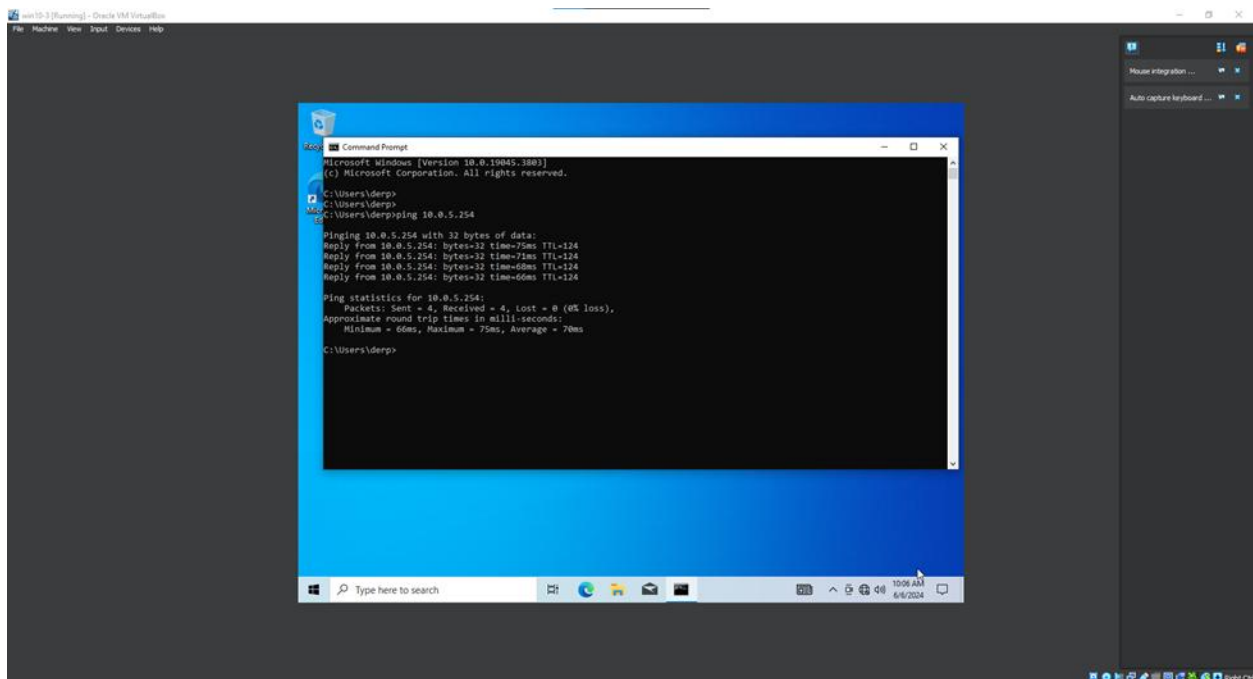 win10-3 [Running] - Oracle VM VirtualBox
File Machine View Input Devices Help
Mouse integration ...
Auto capture keyboard ...
Command Prompt
Microsoft Windows [Version 10.0.19045.3803]
(c) Microsoft Corporation. All rights reserved.
C:\Users\derp>
C:\Users\derp>
C:\Users\derp>ping 10.0.5.254
Pinging 10.0.5.254 with 32 bytes of data:
Reply from 10.0.5.254: bytes=32 time=75ms TTL=124
Reply from 10.0.5.254: bytes=32 time=71ms TTL=124
Reply from 10.0.5.254: bytes=32 time=68ms TTL=124
Reply from 10.0.5.254: bytes=32 time=66ms TTL=124
Ping statistics for 10.0.5.254:
Packets: Sent = 4, Received = 4, Lost = 0 (0% loss),
Approximate round trip times in milli-seconds:
Minimum = 66ms, Maximum = 75ms, Average = 70ms
C:\Users\derp>
Type here to search
10:06 AM
6/6/2024